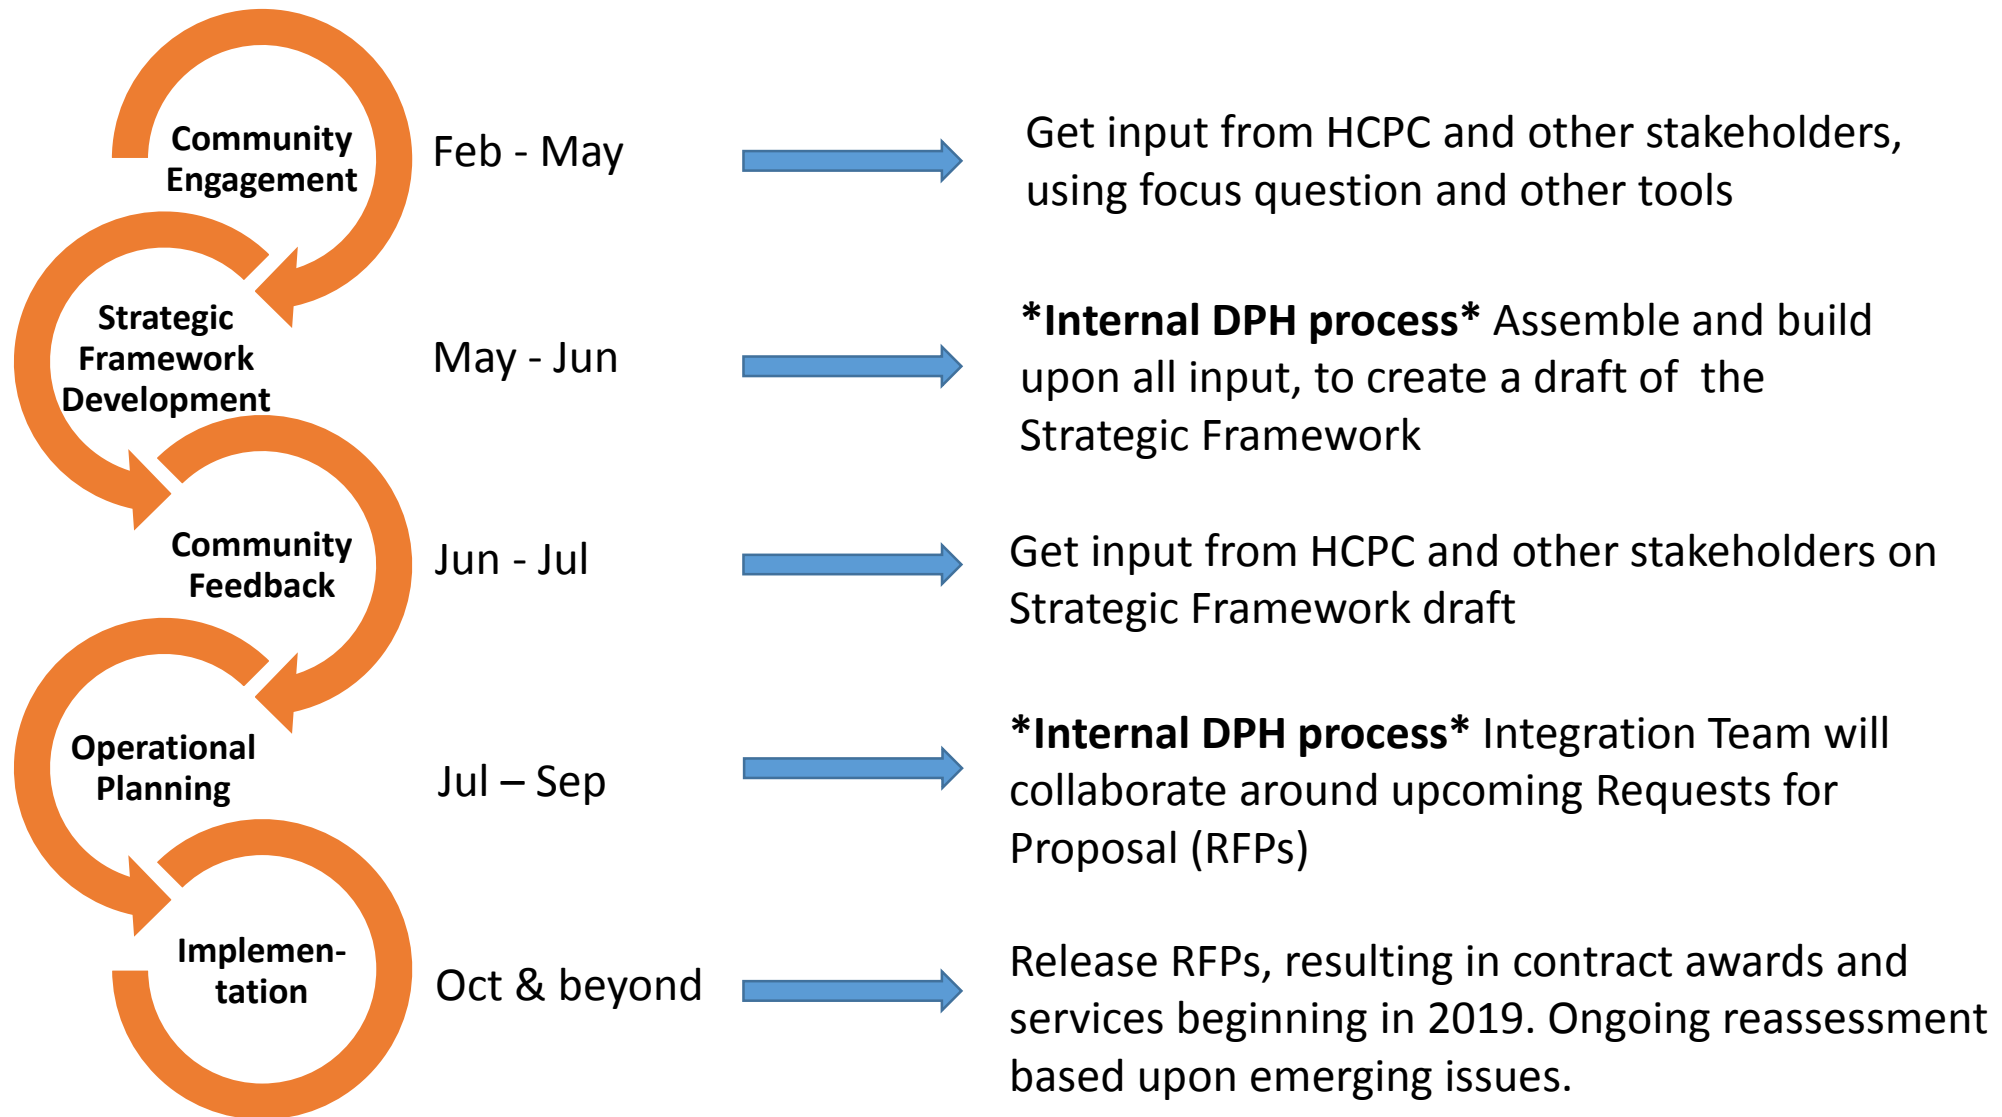 Community
Engagement
Feb - May
Get input from HCPC and other stakeholders,
using focus question and other tools
Strategic
Framework
Development
May - Jun
*Internal DPH process* Assemble and build
upon all input, to create a draft of  the
Strategic Framework
Community
Feedback
Jun - Jul
Get input from HCPC and other stakeholders on
Strategic Framework draft
Operational
Planning
Jul – Sep
*Internal DPH process* Integration Team will
collaborate around upcoming Requests for
Proposal (RFPs)
Implemen-
tation
Oct & beyond
Release RFPs, resulting in contract awards and
services beginning in 2019. Ongoing reassessment
based upon emerging issues.